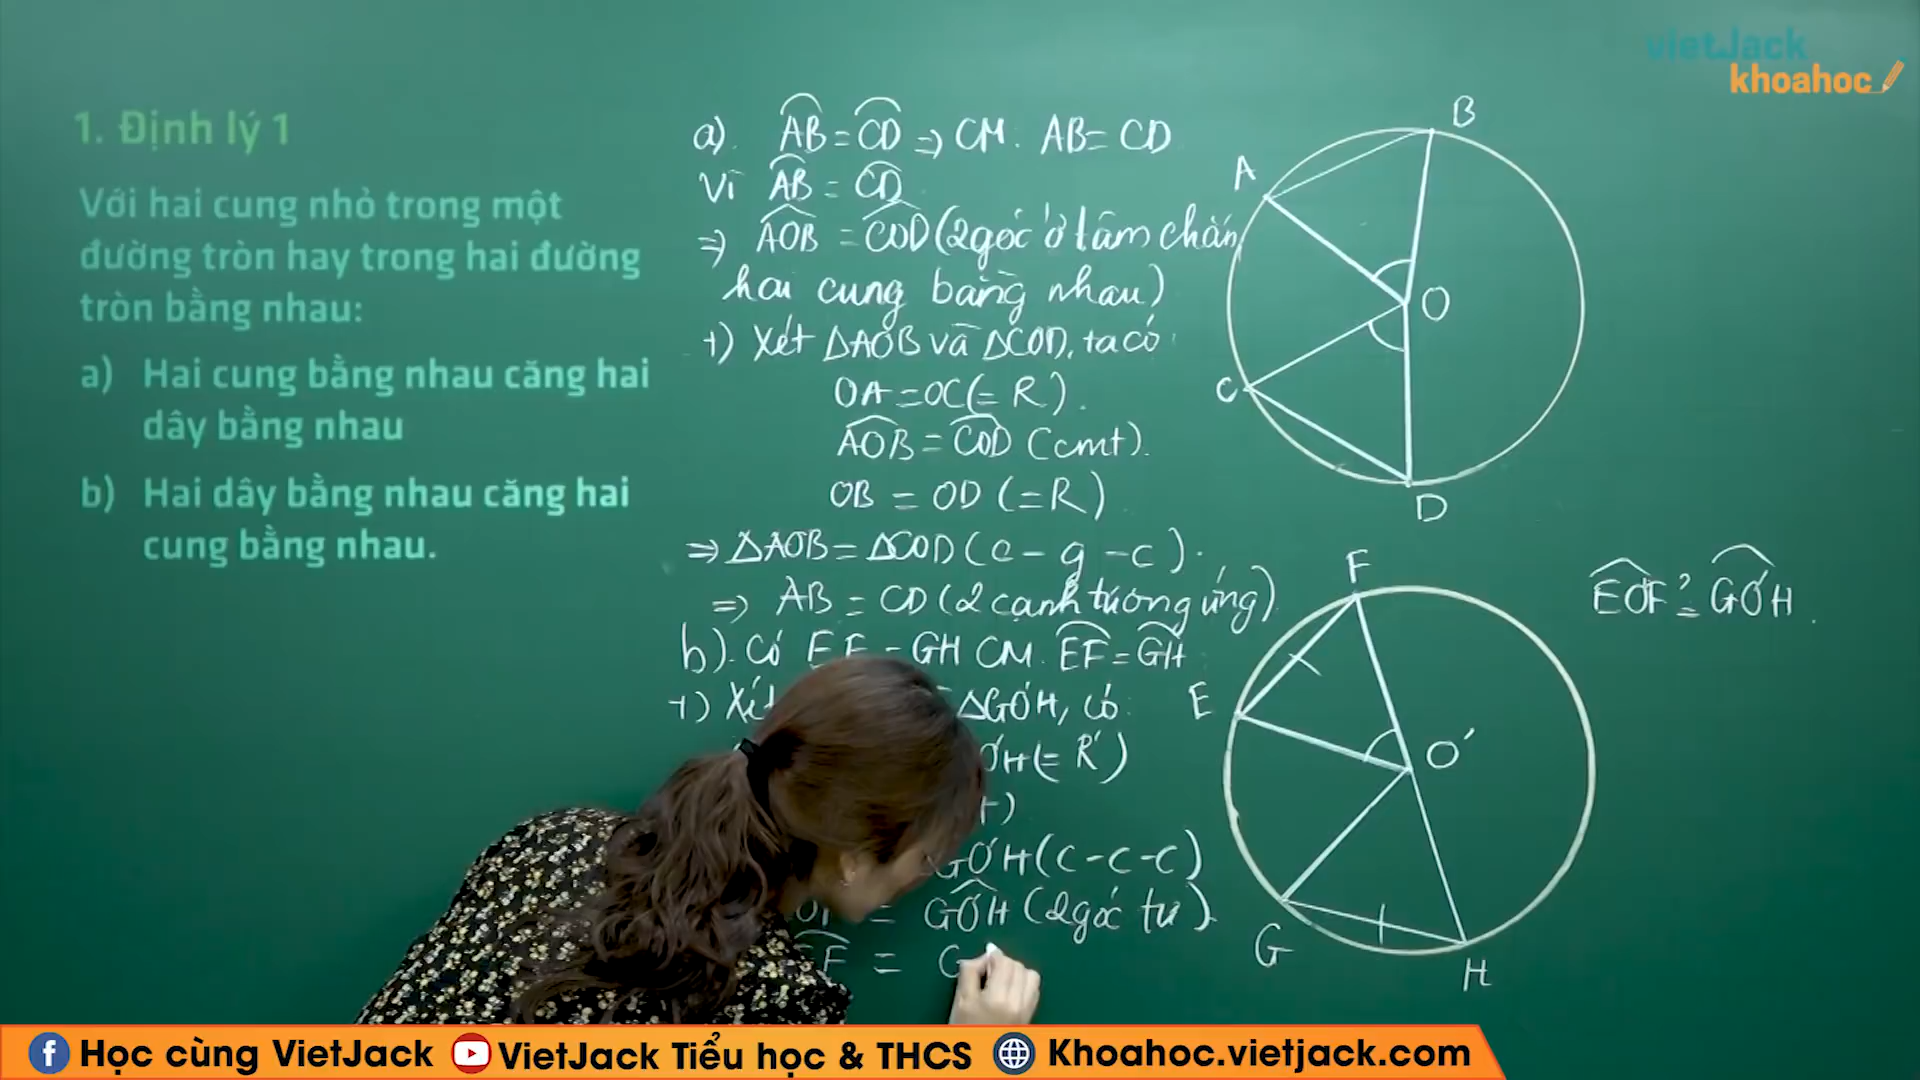 vietJack
khoahoc
1. Định lý 1
Với hai cung nhỏ trong một
đường tròn hay trong hai đường
tròn bằng nhau:
a) Hai cung bằng nhau căng hai
dây bằng nhau
b) Hai dây bằng nhau căng hai
cung bằng nhau.
a). AB = CD => CM: AB = CD
Vì AB = CD
=> AOB = COD (2 góc ở tâm chắn
hai cung bằng nhau)
+) Xét ΔAOB và ΔCOD, ta có:
OA = OC (= R).
AOB = COD (cmt).
OB = OD (= R)
=> ΔAOB = ΔCOD (c - g - c).
=> AB = CD (2 cạnh tương ứng)
b). Có EF = GH CM. EF = GH
+) Xét ΔGO'H, có:
O'H (= R')
GO'H (c - c - c)
= GO'H (2 góc tư).
EF = G
B
A
O
C
D
F
E
O'
G
H
EO'F ?= GO'H.
Học cùng VietJack VietJack Tiểu học & THCS Khoahoc.vietjack.com